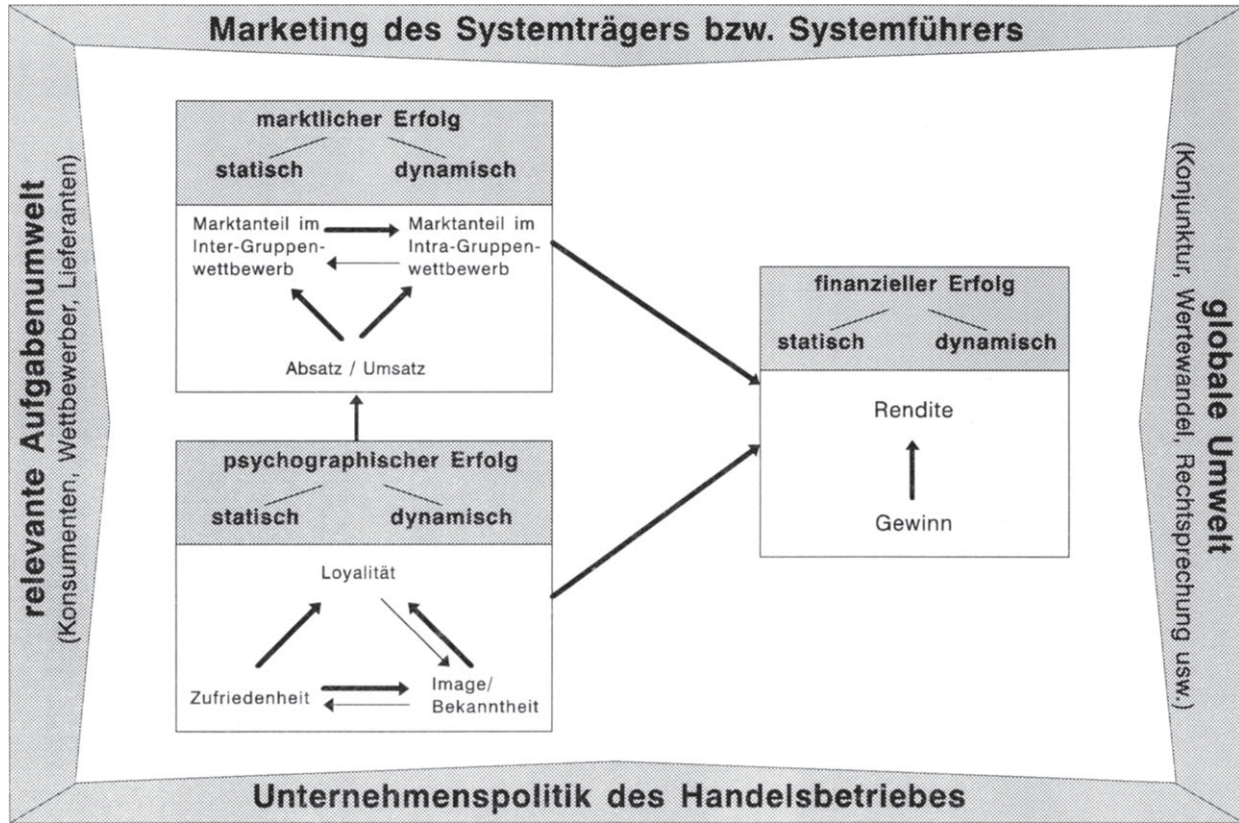 Marketing des Systemträgers bzw. Systemführers
relevante Aufgabenumwelt
(Konsumenten, Wettbewerber, Lieferanten)
marktlicher Erfolg
statisch
dynamisch
Marktanteil im
Inter-Gruppen-
wettbewerb
Marktanteil im
Intra-Gruppen-
wettbewerb
Absatz / Umsatz
psychographischer Erfolg
statisch
dynamisch
Loyalität
Zufriedenheit
Image/
Bekanntheit
finanzieller Erfolg
statisch
dynamisch
Rendite
Gewinn
globale Umwelt
(Konjunktur, Wertewandel, Rechtsprechung usw.)
Unternehmenspolitik des Handelsbetriebes